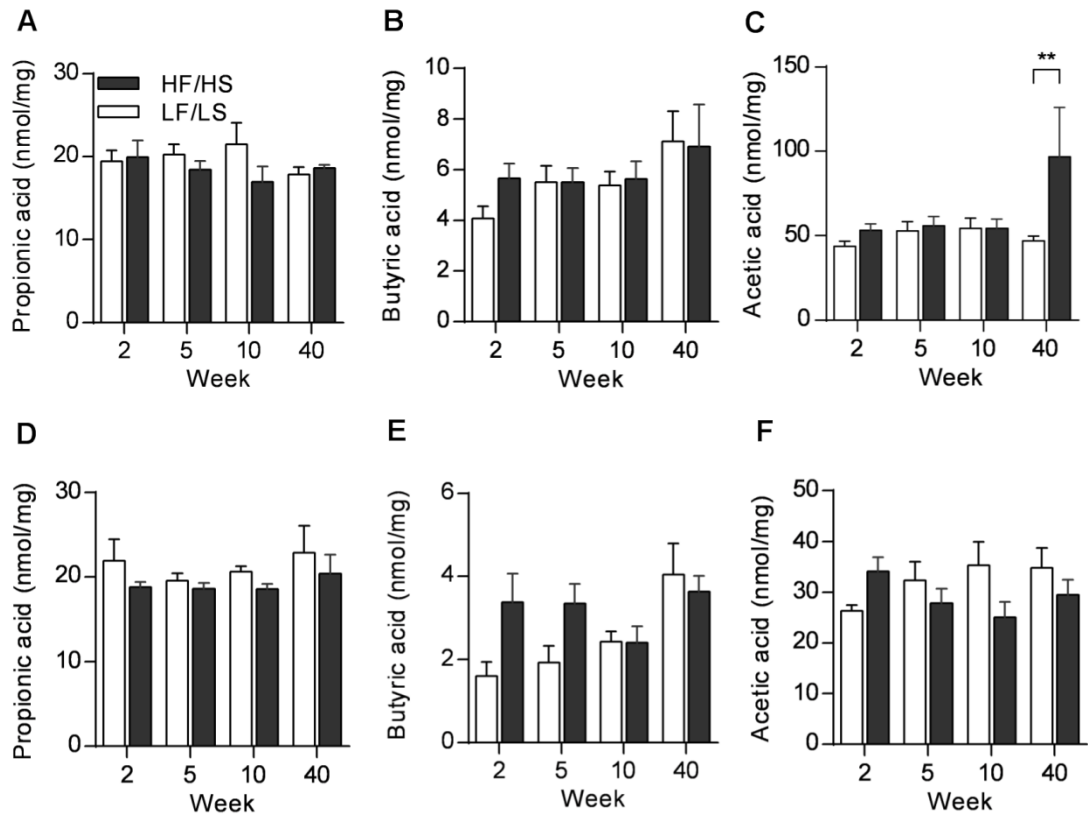 A
Propionic acid (nmol/mg)
30
20
10
0
HF/HS
LF/LS
2 5 10 40
Week
B
Butyric acid (nmol/mg)
10
8
6
4
2
0
2 5 10 40
Week
C
Acetic acid (nmol/mg)
150
100
50
0
**
2 5 10 40
Week
D
Propionic acid (nmol/mg)
30
20
10
0
2 5 10 40
Week
E
Butyric acid (nmol/mg)
6
4
2
0
2 5 10 40
Week
F
Acetic acid (nmol/mg)
50
40
30
20
10
0
2 5 10 40
Week